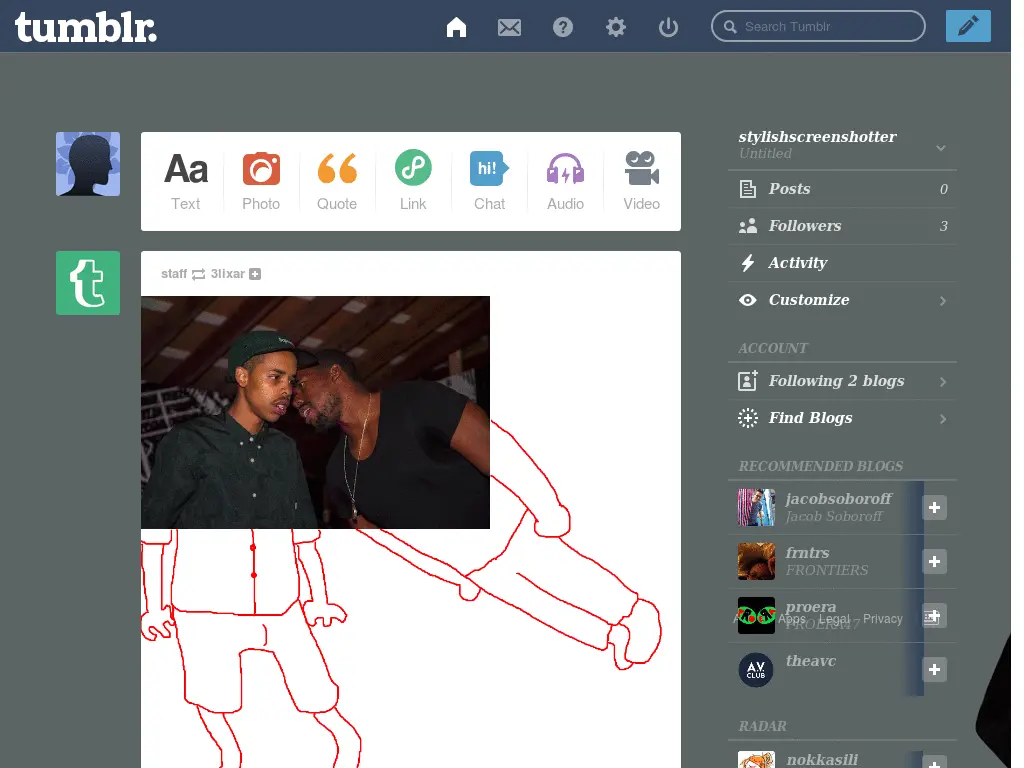 tumblr.
Search Tumblr
Aa
hi!
Text
Photo
Quote
Link
Chat
Audio
Video
stylishscreenshotter
Untitled
Posts
0
Followers
3
Activity
Customize
staff 3lixar
ACCOUNT
Following 2 blogs
Find Blogs
RECOMMENDED BLOGS
jacobsoboroff
Jacob Soboroff
frntrs
FRONTIERS
proera
PROERA47
Apps Legal Privacy
theavc
A.V.
CLUB
RADAR
nokkasili